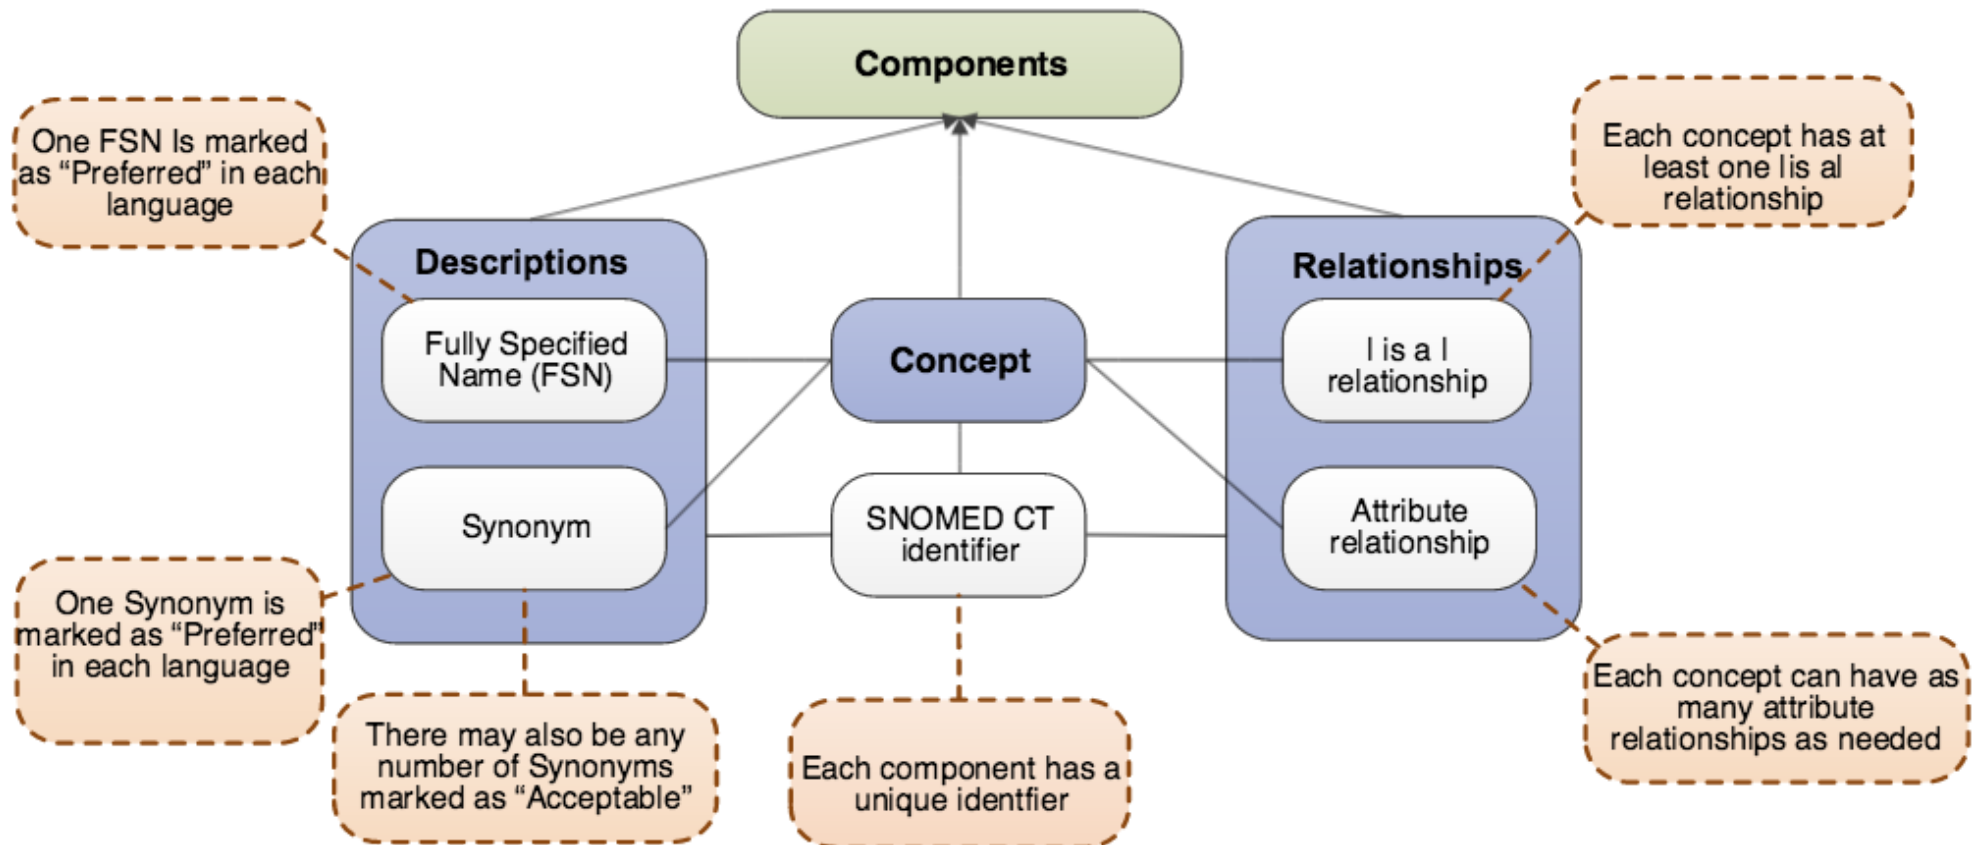 Components
One FSN Is marked
as “Preferred” in each
language
Each concept has at
least one lis al
relationship
Descriptions
Relationships
Fully Specified
Name (FSN)
Concept
l is a l
relationship
Synonym
SNOMED CT
identifier
Attribute
relationship
One Synonym is
marked as “Preferred”
in each language
There may also be any
number of Synonyms
marked as “Acceptable”
Each component has a
unique identfier
Each concept can have as
many attribute
relationships as needed